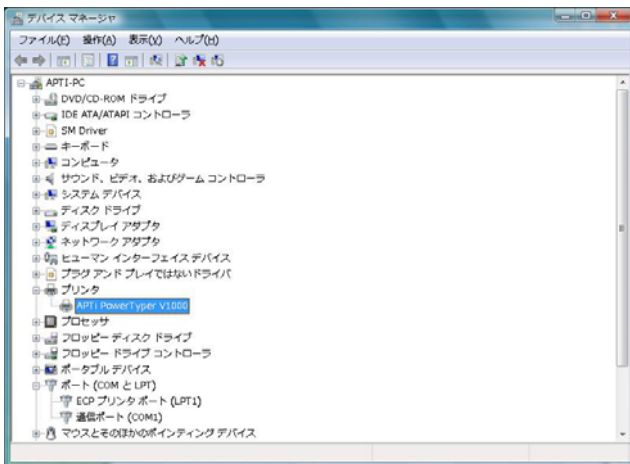 デバイス マネージャ
ファイル(F) 操作(A) 表示(V) ヘルプ(H)
APTI-PC
DVD/CD-ROM ドライブ
IDE ATA/ATAPI コントローラ
SM Driver
キーボード
コンピュータ
サウンド、ビデオ、およびゲーム コントローラ
システム デバイス
ディスク ドライブ
ディスプレイ アダプタ
ネットワーク アダプタ
ヒューマン インターフェイス デバイス
プラグ アンド プレイではないドライバ
プリンタ
APTi PowerTyper V1000
プロセッサ
フロッピー ディスク ドライブ
フロッピー ドライブ コントローラ
ポータブル デバイス
ポート (COM と LPT)
ECP プリンタ ポート (LPT1)
通信ポート (COM1)
マウスとそのほかのポインティング デバイス